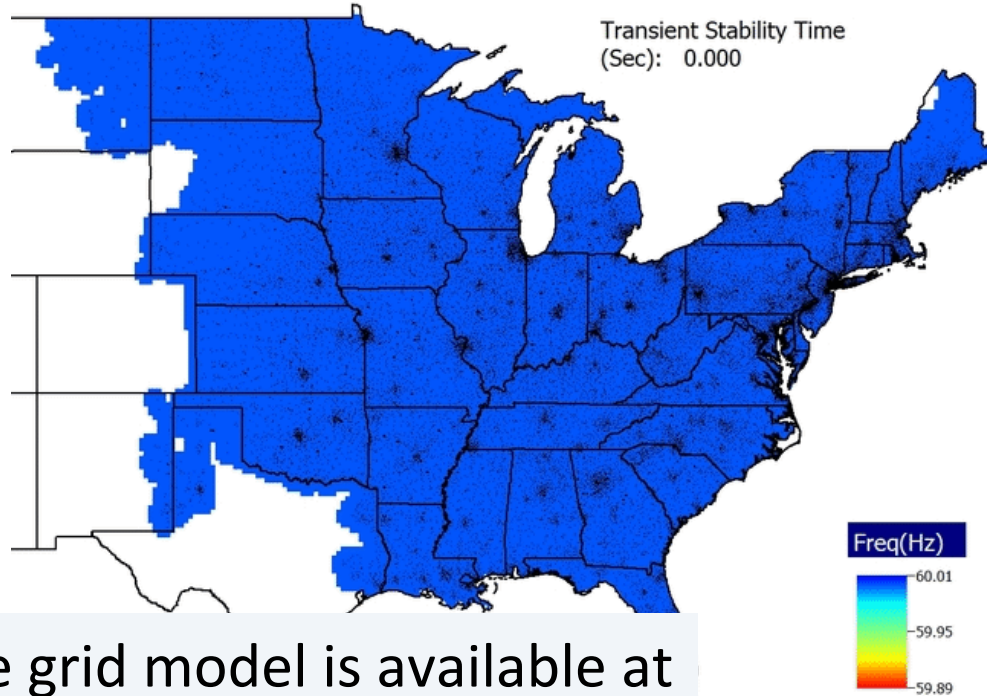 Transient Stability Time
(Sec): 0.000
Freq(Hz)
60.01
59.95
59.89
e grid model is available at